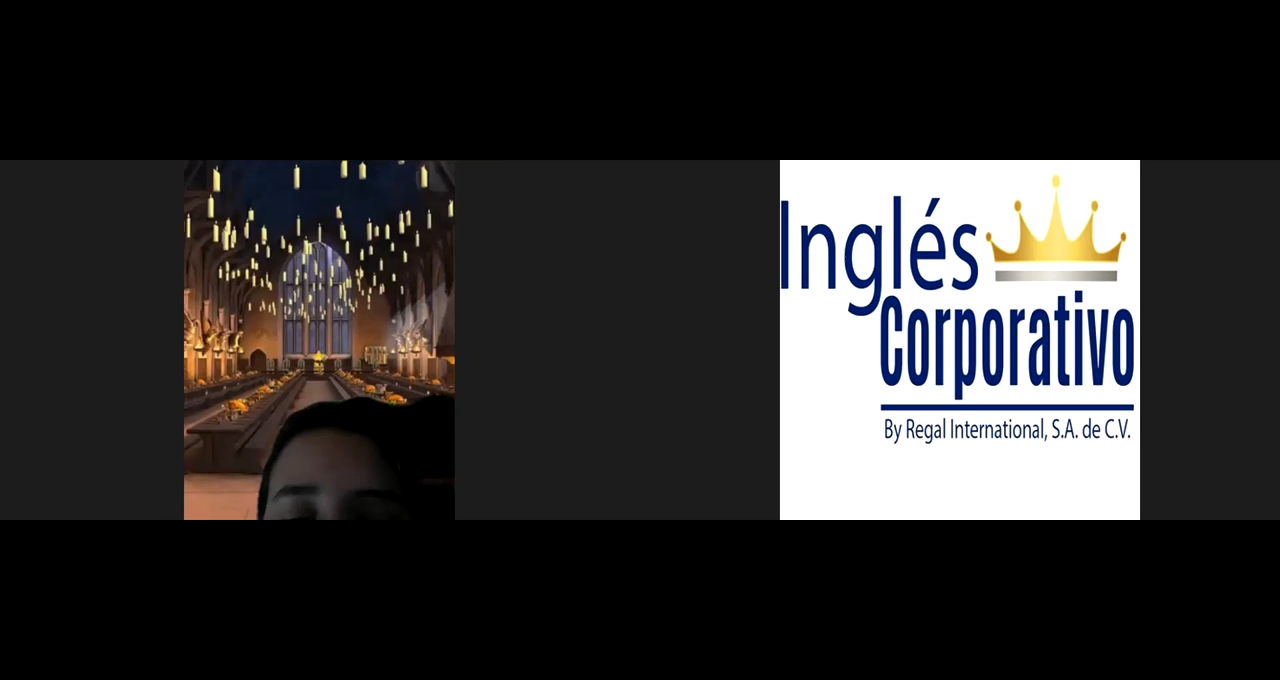 Inglés
Corporativo
By Regal International, S.A. de C.V.